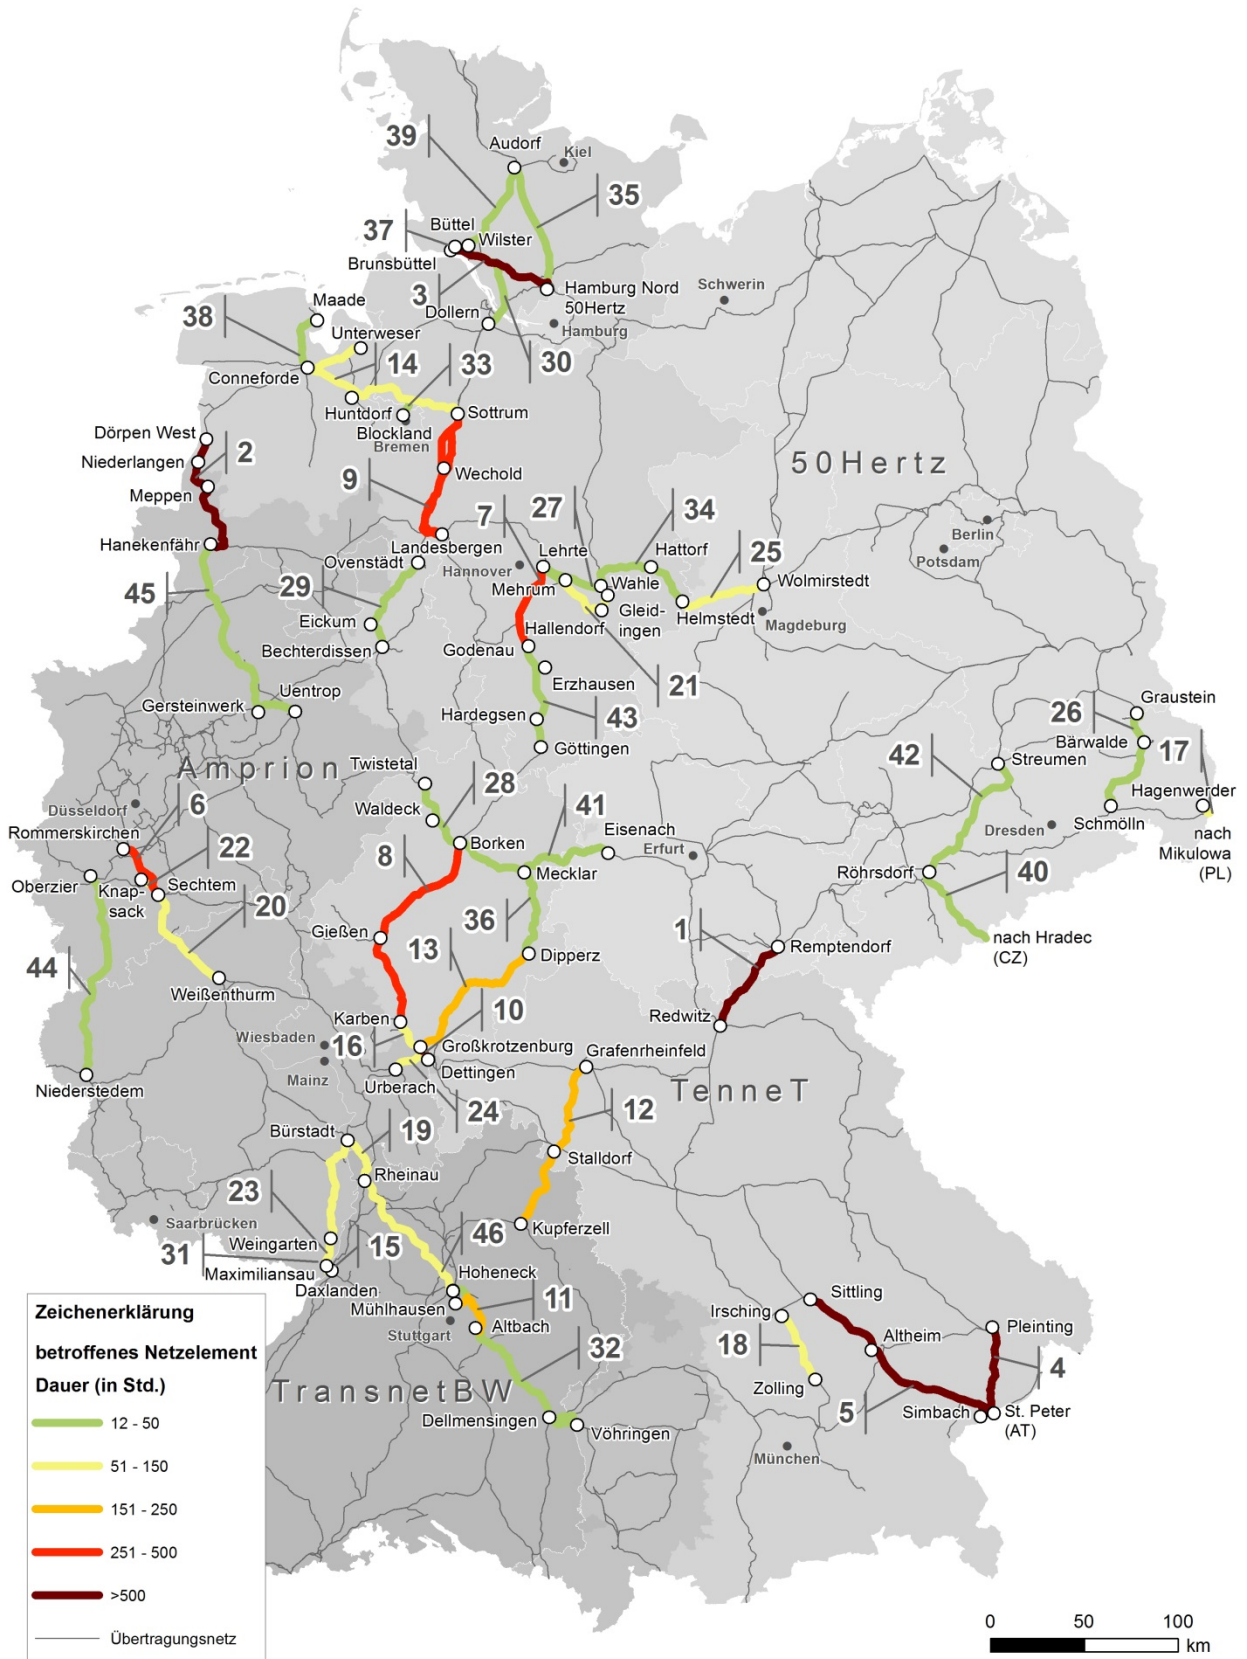 39
Audorf
Kiel
35
37
Büttel
Wilster
Brunsbüttel
3
Hamburg Nord
50Hertz
Schwerin
Maade
Dollern
Hamburg
38
Unterweser
14
33
30
Conneforde
Huntdorf
Sottrum
Blockland
Bremen
Dörpen West
2
Niederlangen
9
Wechold
50Hertz
Meppen
7
27
34
Berlin
Hanekenfähr
Landesbergen
Lehrte
Hattorf
25
Potsdam
Ovenstädt
Hannover
Wahle
Wolmirstedt
45
29
Mehrum
Gleid-
ingen
Helmstedt
Magdeburg
Eickum
Hallendorf
Bechterdissen
Godenau
Erzhausen
21
Uentrop
Graustein
Gersteinwerk
Hardegsen
43
26
Göttingen
Bärwalde
17
Amprion
Twistetal
28
42
Streumen
Düsseldorf
6
Waldeck
41
Hagenwerder
Rommerskirchen
22
Borken
Eisenach
Erfurt
Dresden
Schmölln
nach
Mikulowa
(PL)
Oberzier
Knap-
sack
Sechtem
8
Mecklar
Röhrsdorf
40
20
36
Gießen
13
1
nach Hradec
(CZ)
44
Dipperz
Remptendorf
Weißenthurm
10
Karben
Redwitz
Wiesbaden
16
Großkrotzenburg
Grafenrheinfeld
Mainz
Dettingen
Niederstedem
Urberach
TenneT
24
12
Bürstadt
19
Stalldorf
Rheinau
23
Saarbrücken
Kupferzell
Weingarten
46
31
15
Maximiliansau
Hoheneck
Daxlanden
Sittling
Mühlhausen
11
Irsching
Pleinting
Stuttgart
Altbach
Altheim
32
18
4
TransnetBW
Zolling
5
Simbach
St. Peter
(AT)
Dellmensingen
Vöhringen
München
Zeichenerklärung
betroffenes Netzelement
Dauer (in Std.)
12 - 50
51 - 150
151 - 250
251 - 500
>500
Übertragungsnetz
0 50 100
km